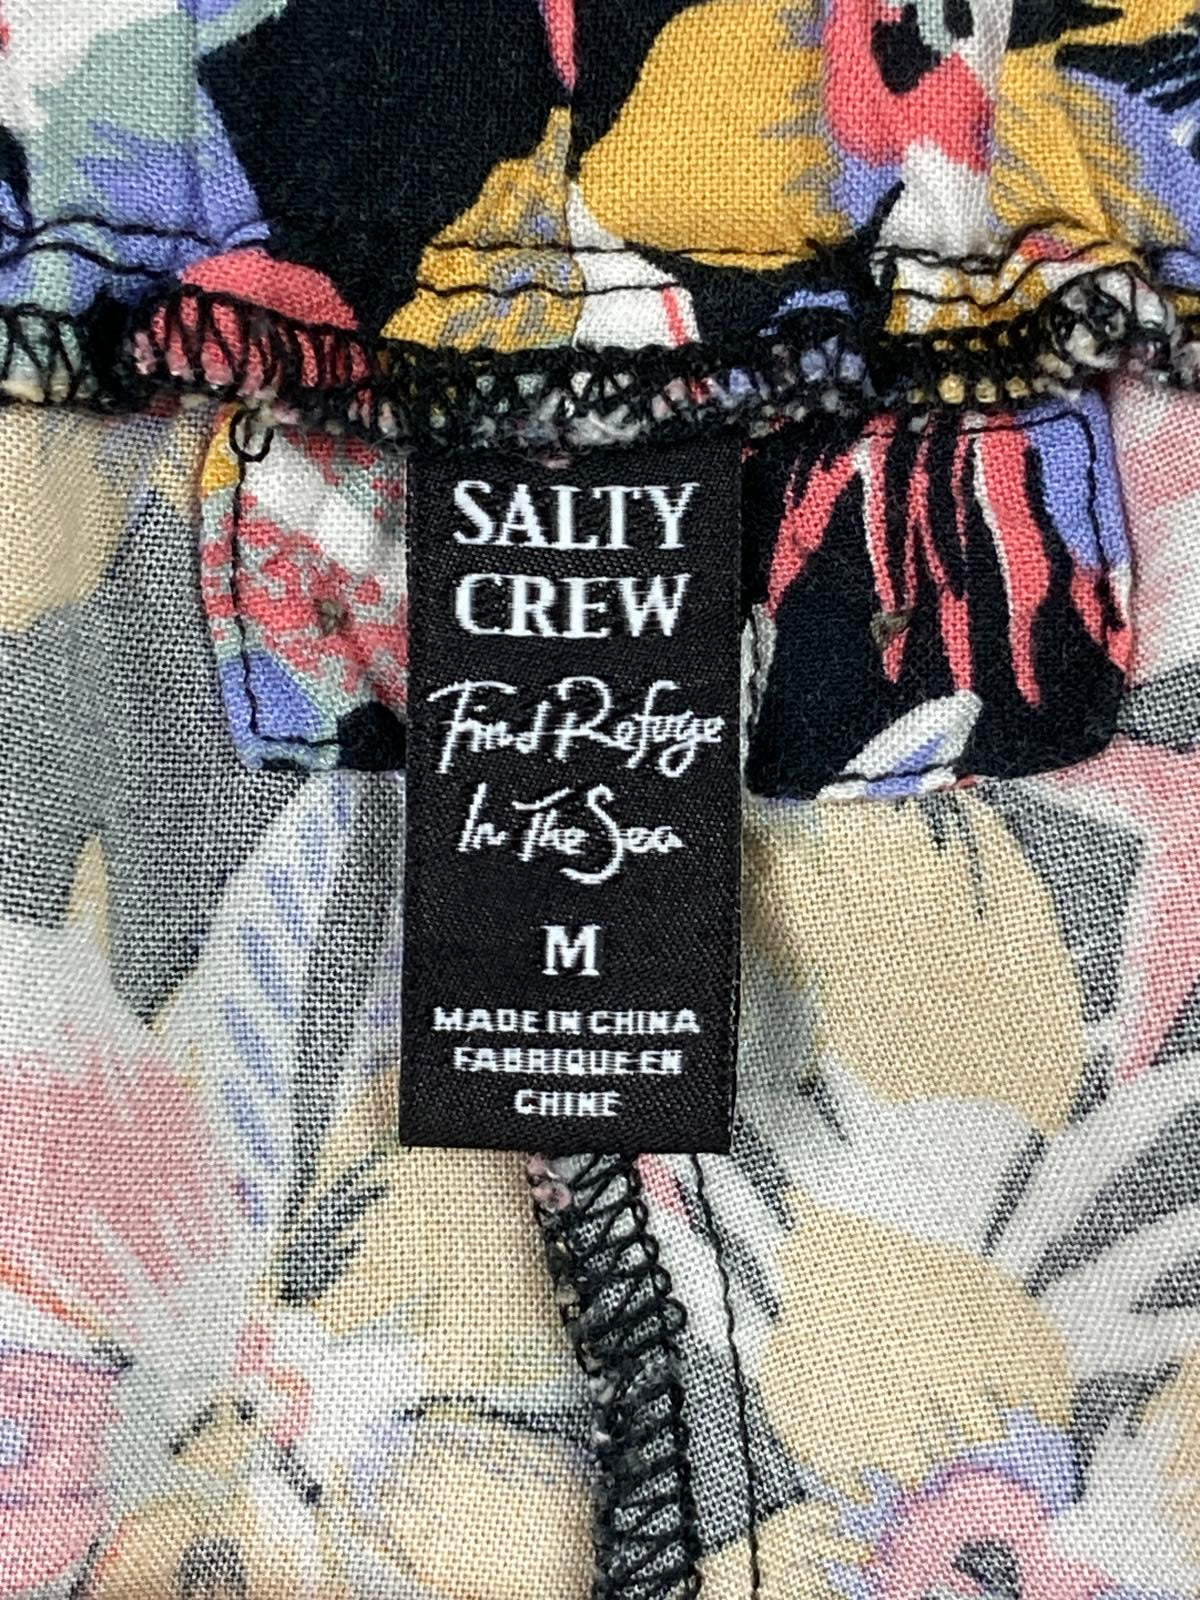 SALTY
CREW
Find Refuge
In The Sea
M
MADE IN CHINA
FABRIQUE EN
CHINE